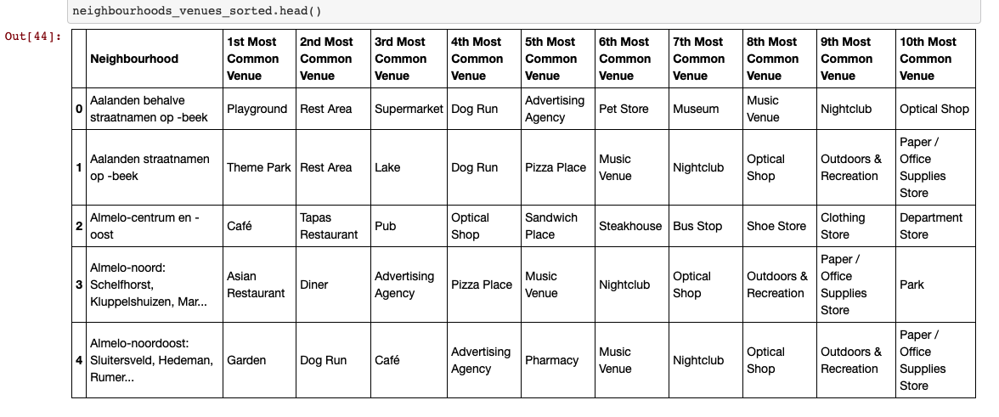 neighbourhoods_venues_sorted.head()
Out[44]:
Neighbourhood 1st Most Common Venue 2nd Most Common Venue 3rd Most Common Venue 4th Most Common Venue 5th Most Common Venue 6th Most Common Venue 7th Most Common Venue 8th Most Common Venue 9th Most Common Venue 10th Most Common Venue
0 Aalanden behalve straatnamen op -beek Playground Rest Area Supermarket Dog Run Advertising Agency Pet Store Museum Music Venue Nightclub Optical Shop
1 Aalanden straatnamen op -beek Theme Park Rest Area Lake Dog Run Pizza Place Music Venue Nightclub Optical Shop Outdoors & Recreation Paper / Office Supplies Store
2 Almelo-centrum en -oost Café Tapas Restaurant Pub Optical Shop Sandwich Place Steakhouse Bus Stop Shoe Store Clothing Store Department Store
3 Almelo-noord: Schelfhorst, Kluppelshuizen, Mar... Asian Restaurant Diner Advertising Agency Pizza Place Music Venue Nightclub Optical Shop Outdoors & Recreation Paper / Office Supplies Store Park
4 Almelo-noordoost: Sluitersveld, Hedeman, Rumer... Garden Dog Run Café Advertising Agency Pharmacy Music Venue Nightclub Optical Shop Outdoors & Recreation Paper / Office Supplies Store